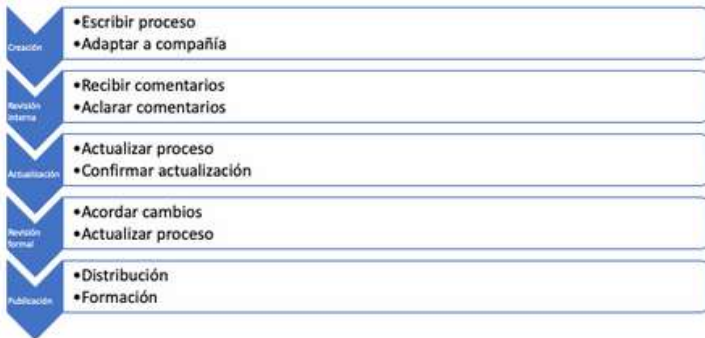 Creación
•Escribir proceso
•Adaptar a compañía
Revisión
interna
•Recibir comentarios
•Aclarar comentarios
Actualización
•Actualizar proceso
•Confirmar actualización
Revisión
formal
•Acordar cambios
•Actualizar proceso
Publicación
•Distribución
•Formación